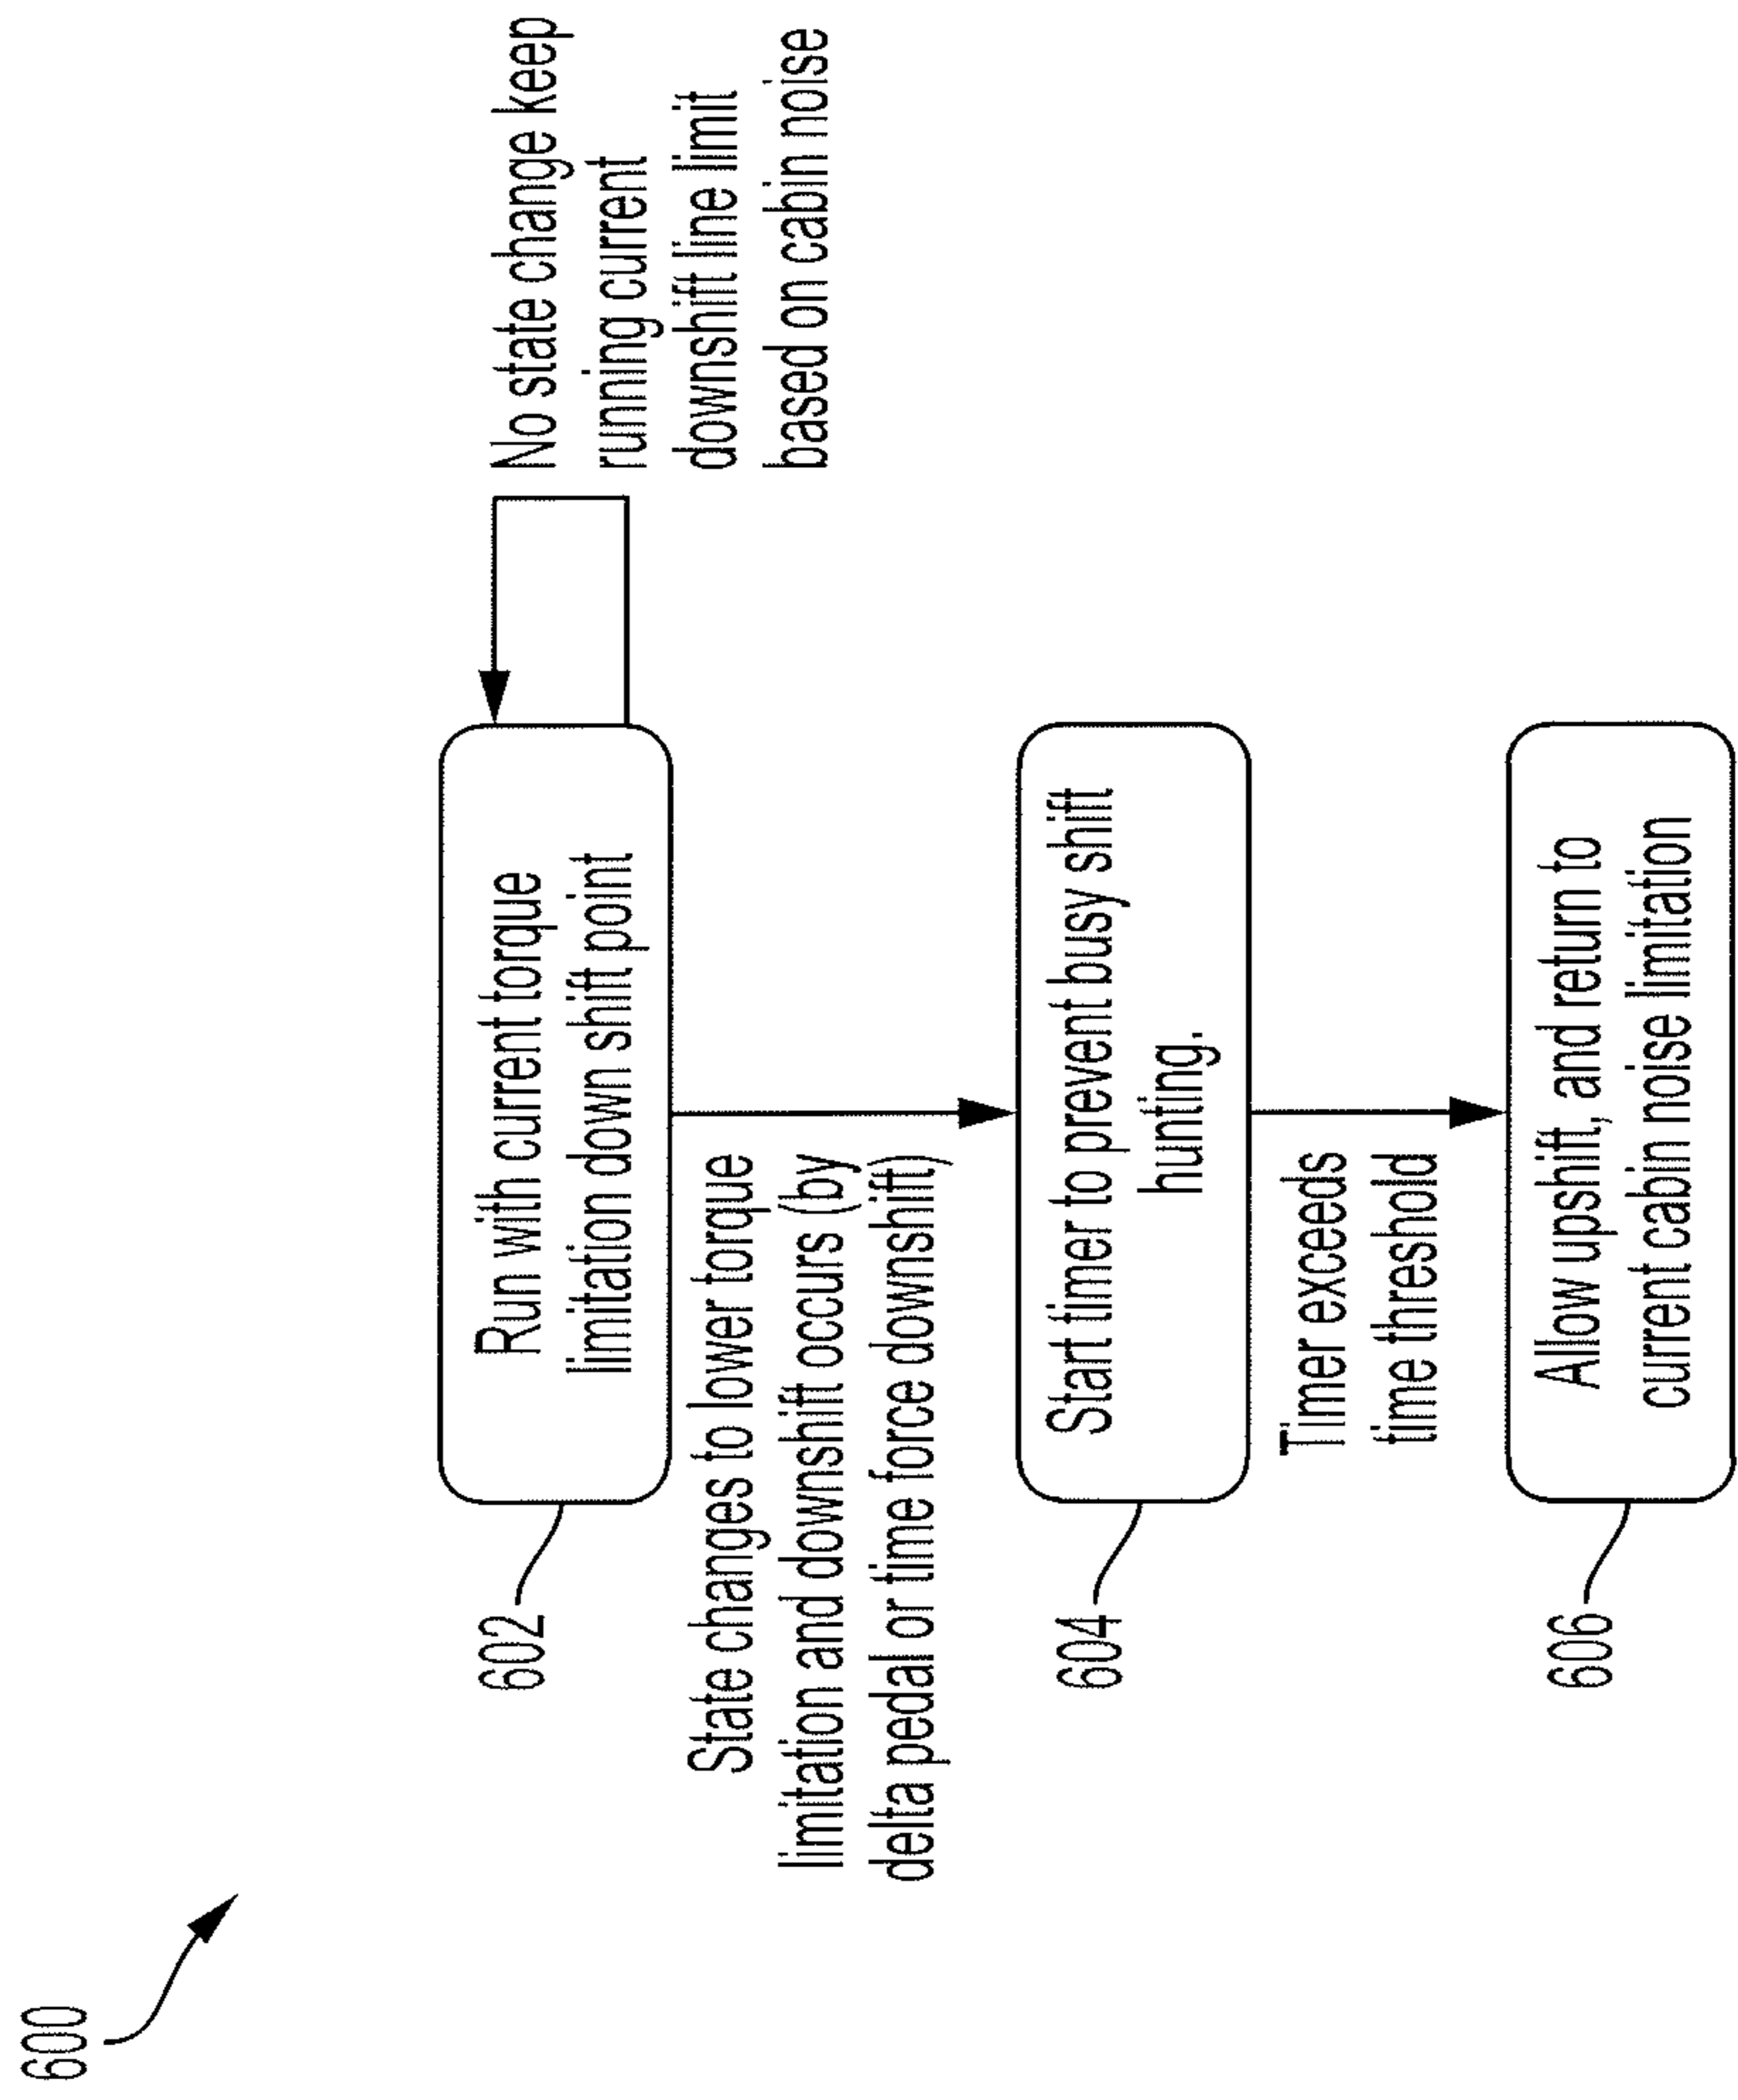 600
No state change keep
running current
downshift line limit
based on cabin noise
602
Run with current torque
limitation down shift point
State changes to lower torque
limitation and downshift occurs (by
delta pedal or time force downshift)
604
Start timer to prevent busy shift
hunting.
Timer exceeds
time threshold
606
Allow upshift, and return to
current cabin noise limitation